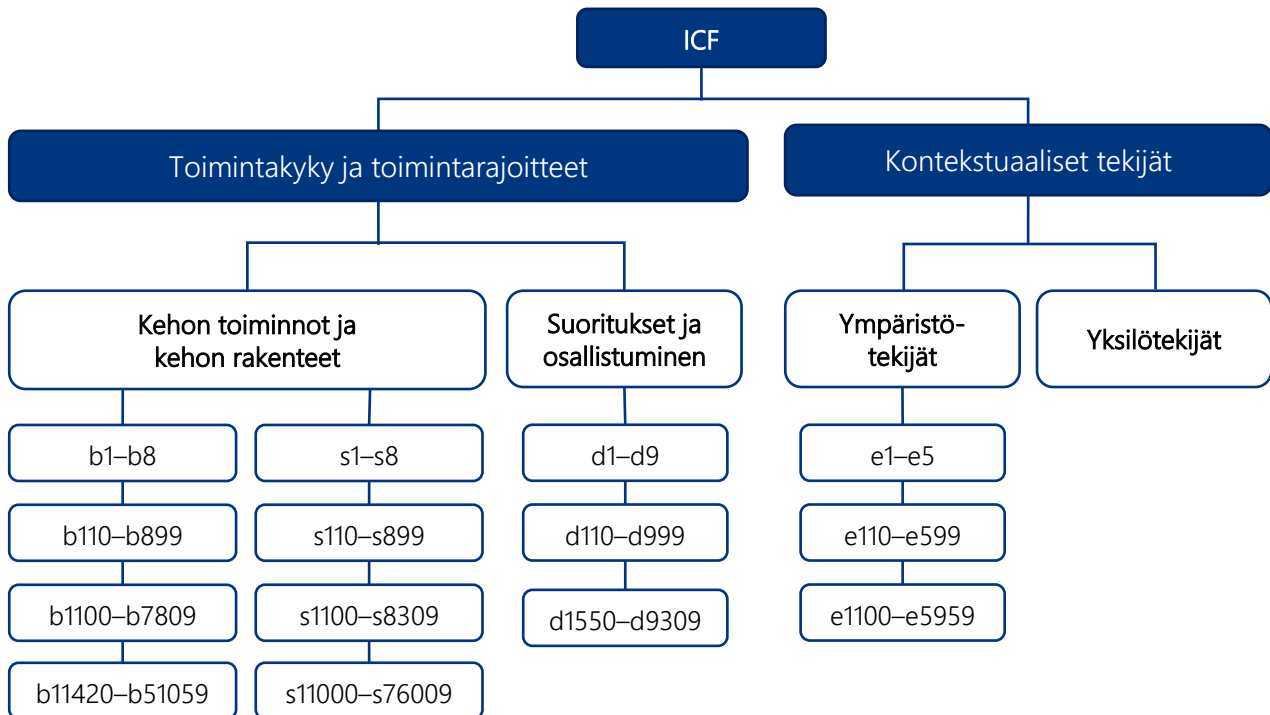 ICF
Toimintakyky ja toimintarajoitteet
Kontekstuaaliset tekijät
Kehon toiminnot ja
kehon rakenteet
Suoritukset ja
osallistuminen
Ympäristö-
tekijät
Yksilötekijät
b1–b8
s1–s8
d1–d9
e1–e5
b110–b899
s110–s899
d110–d999
e110–e599
b1100–b7809
s1100–s8309
d1550–d9309
e1100–e5959
b11420–b51059
s11000–s76009